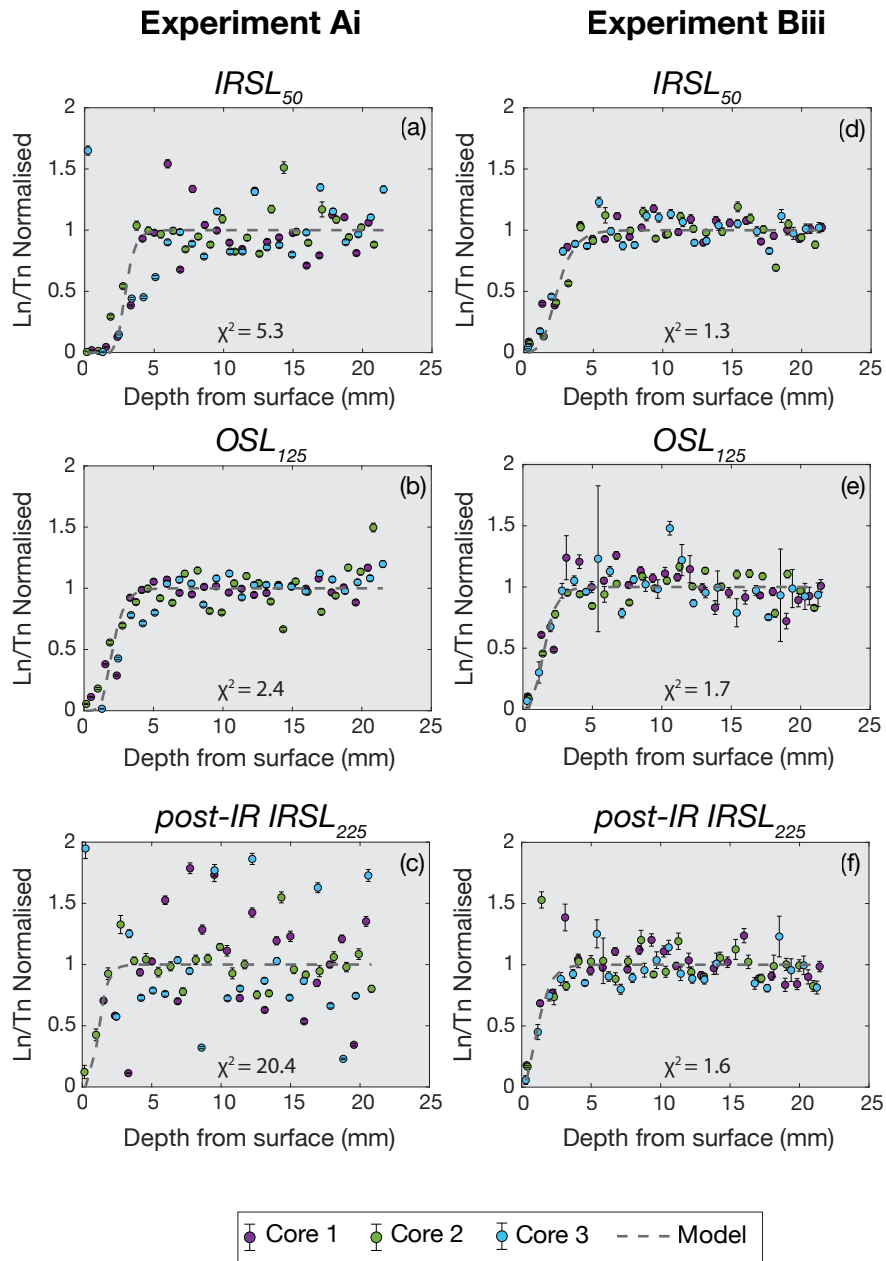 Experiment Ai
Experiment Biii
IRSL50
(a)
Ln/Tn Normalised
2
1.5
1
0.5
0
χ² = 5.3
0 5 10 15 20 25
Depth from surface (mm)
IRSL50
(d)
Ln/Tn Normalised
2
1.5
1
0.5
0
χ² = 1.3
0 5 10 15 20 25
Depth from surface (mm)
OSL125
(b)
Ln/Tn Normalised
2
1.5
1
0.5
0
χ² = 2.4
0 5 10 15 20 25
Depth from surface (mm)
OSL125
(e)
Ln/Tn Normalised
2
1.5
1
0.5
0
χ² = 1.7
0 5 10 15 20 25
Depth from surface (mm)
post-IR IRSL225
(c)
Ln/Tn Normalised
2
1.5
1
0.5
0
χ² = 20.4
0 5 10 15 20 25
Depth from surface (mm)
post-IR IRSL225
(f)
Ln/Tn Normalised
2
1.5
1
0.5
0
χ² = 1.6
0 5 10 15 20 25
Depth from surface (mm)
Core 1 Core 2 Core 3 Model